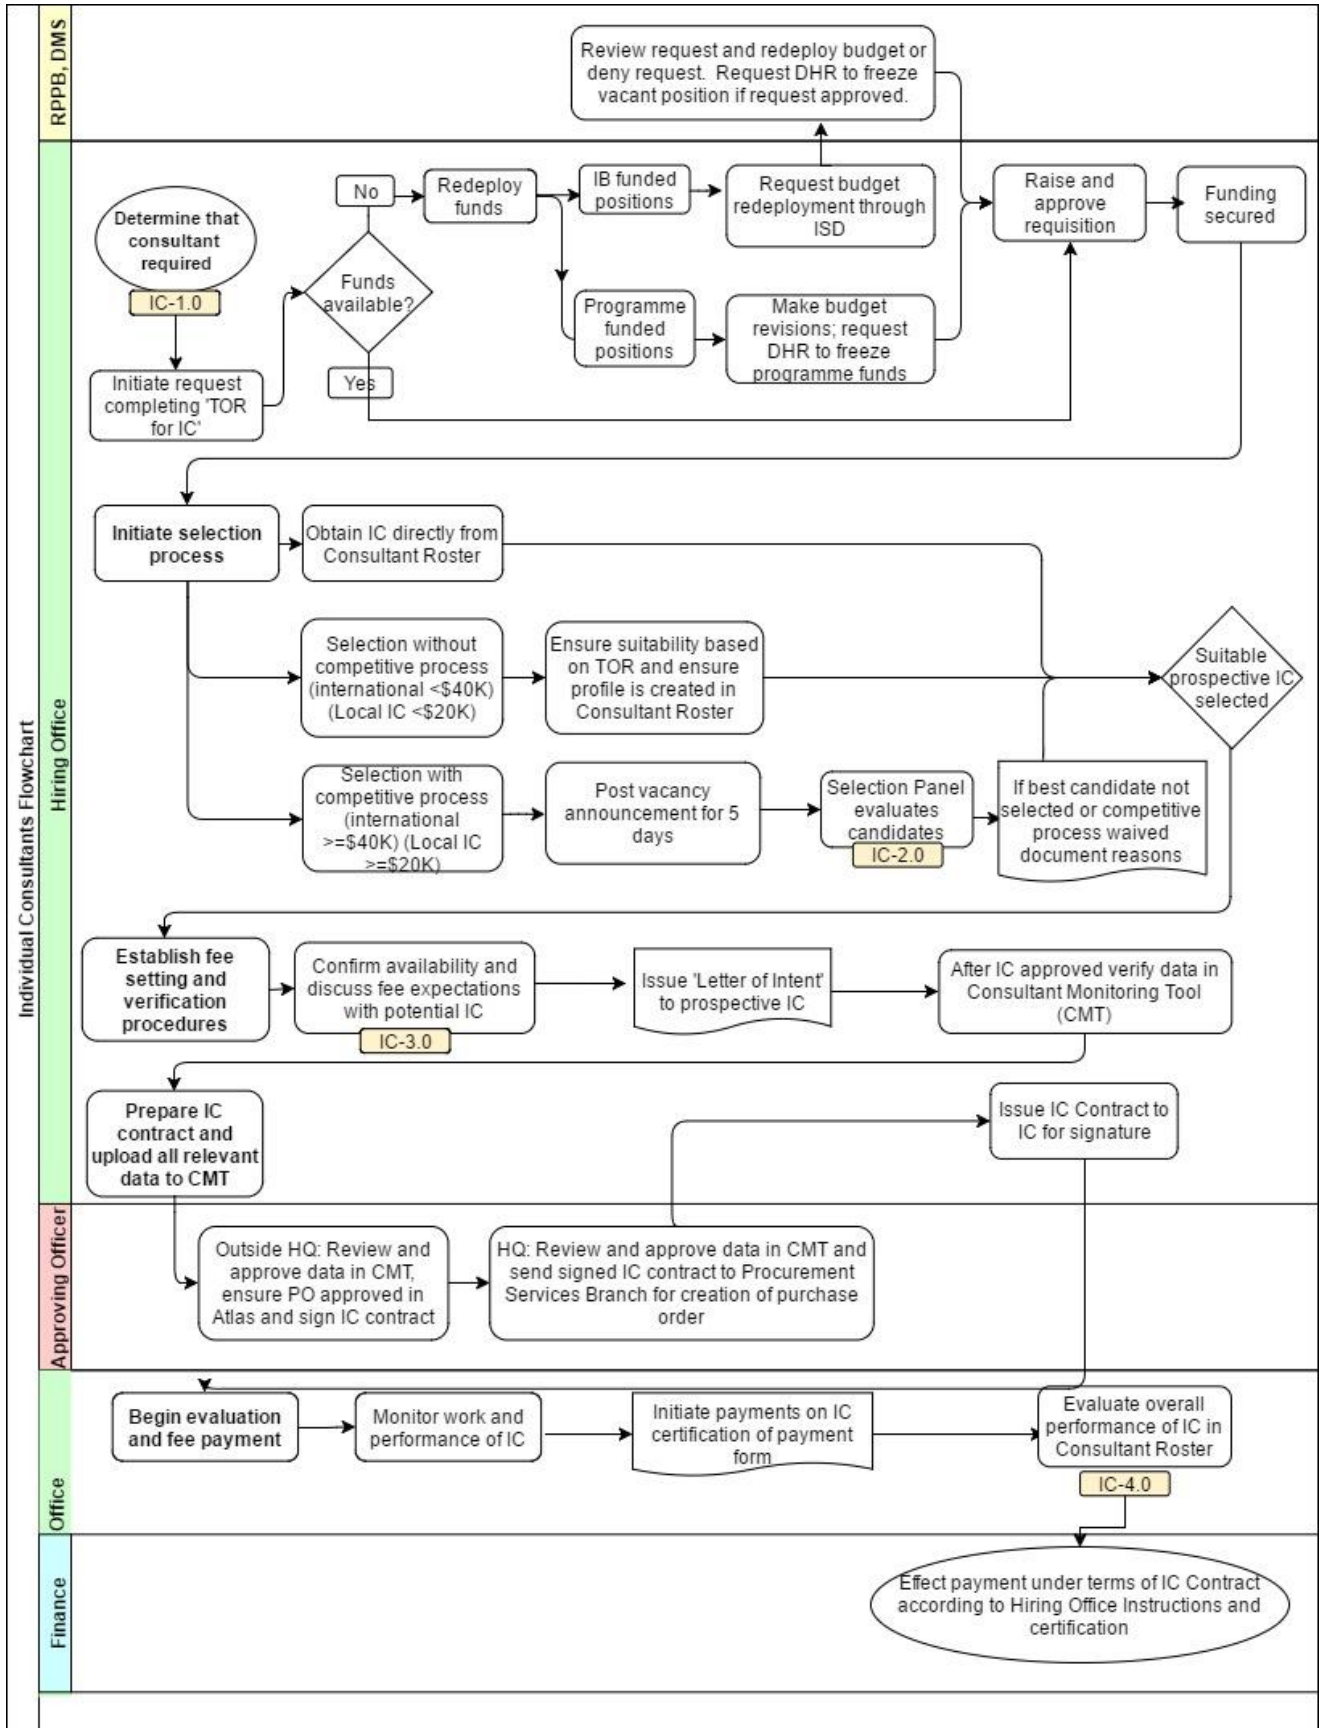 Individual Consultants Flowchart
RPPB, DMS
Review request and redeploy budget or
deny request. Request DHR to freeze
vacant position if request approved.
Hiring Office
Determine that
consultant
required
IC-1.0
Initiate request
completing 'TOR
for IC'
Funds
available?
No
Yes
Redeploy
funds
IB funded
positions
Request budget
redeployment through
ISD
Programme
funded
positions
Make budget
revisions; request
DHR to freeze
programme funds
Raise and
approve
requisition
Funding
secured
Initiate selection
process
Obtain IC directly from
Consultant Roster
Selection without
competitive process
(international <$40K)
(Local IC <$20K)
Ensure suitability based
on TOR and ensure
profile is created in
Consultant Roster
Suitable
prospective IC
selected
Selection with
competitive process
(international
>=$40K) (Local IC
>=$20K)
Post vacancy
announcement for 5
days
Selection Panel
evaluates
candidates
IC-2.0
If best candidate not
selected or competitive
process waived
document reasons
Establish fee
setting and
verification
procedures
Confirm availability and
discuss fee expectations
with potential IC
IC-3.0
Issue 'Letter of Intent'
to prospective IC
After IC approved verify data in
Consultant Monitoring Tool
(CMT)
Prepare IC
contract and
upload all relevant
data to CMT
Issue IC Contract to
IC for signature
Approving Officer
Outside HQ: Review and
approve data in CMT,
ensure PO approved in
Atlas and sign IC contract
HQ: Review and approve data in CMT and
send signed IC contract to Procurement
Services Branch for creation of purchase
order
Office
Begin evaluation
and fee payment
Monitor work and
performance of IC
Initiate payments on IC
certification of payment
form
Evaluate overall
performance of IC in
Consultant Roster
IC-4.0
Finance
Effect payment under terms of IC Contract
according to Hiring Office Instructions and
certification